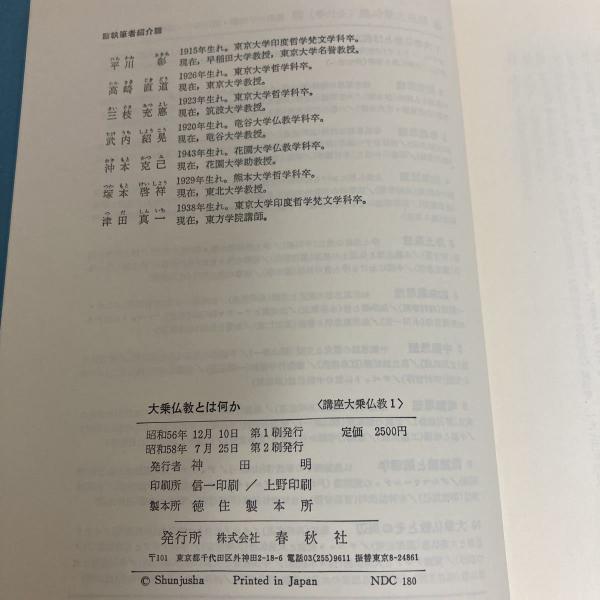 ■執筆者紹介■
平川 彰 1915年生れ。東京大学印度哲学梵文学科卒。
現在，早稲田大学教授，東京大学名誉教授。
高崎直道 1926年生れ。東京大学哲学科卒。
現在，東京大学教授。
三枝充悳 1923年生れ。東京大学哲学科卒。
現在，筑波大学教授。
武内紹晃 1920年生れ。竜谷大学仏教学科卒。
現在，竜谷大学教授。
沖本克己 1943年生れ。花園大学仏教学科卒。
現在，花園大学助教授。
塚本啓祥 1929年生れ。熊本大学哲学科卒。
現在，東北大学教授。
津田真一 1938年生れ。東京大学印度哲学梵文学科卒。
現在，東方学院講師。
大乗仏教とは何か 〈講座大乗仏教1〉
昭和56年12月10日 第1刷発行 定価 2500円
昭和58年7月25日 第2刷発行
発行者 神田 明
印刷所 信一印刷／上野印刷
製本所 徳住製本所
発行所 株式会社 春秋社
〒101 東京都千代田区外神田2-18-6 電話03(255)9611 振替東京8-24861
© Shunjusha Printed in Japan NDC 180